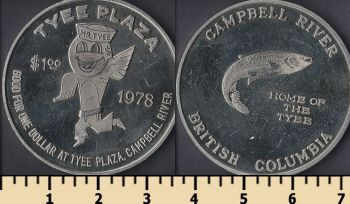 TYEE PLAZA
MR. TYEE
$1.00
1978
GOOD FOR ONE DOLLAR AT TYEE PLAZA, CAMPBELL RIVER
CAMPBELL RIVER
HOME OF
THE
TYEE
BRITISH COLUMBIA
1 2 3 4 5 6 7